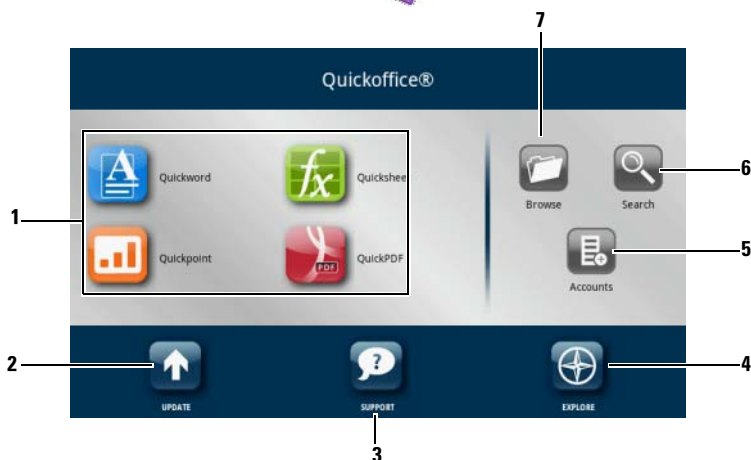 7
Quickoffice®
A
Quickword
fx
Quickshee
Browse
Search
6
1
Quickpoint
PDF
QuickPDF
5
Accounts
2
?
4
UPDATE
SUPPORT
EXPLORE
3